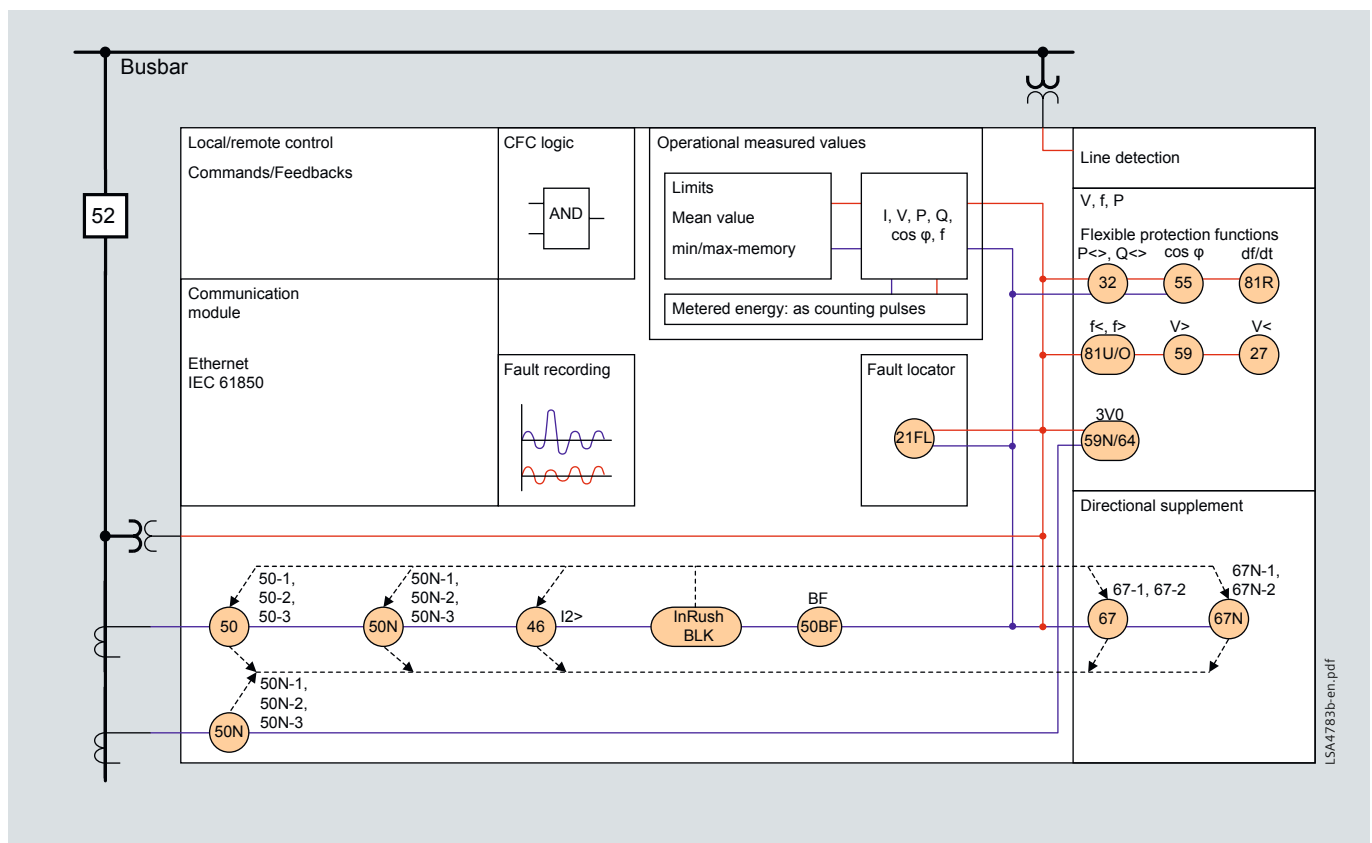 Busbar
52
Local/remote control
Commands/Feedbacks
CFC logic
AND
Operational measured values
Limits
Mean value
min/max-memory
I, V, P, Q,
cos φ, f
Metered energy: as counting pulses
Line detection
V, f, P
Flexible protection functions
P<>, Q<>
cos φ
df/dt
32
55
81R
f<, f>
V>
V<
81U/O
59
27
3V0
59N/64
Communication
module
Ethernet
IEC 61850
Fault recording
Fault locator
21FL
Directional supplement
50-1,
50-2,
50-3
50
50N-1,
50N-2,
50N-3
50N
46
I2>
InRush
BLK
BF
50BF
67-1, 67-2
67
67N-1,
67N-2
67N
50N-1,
50N-2,
50N-3
50N
LSA4783b-en.pdf